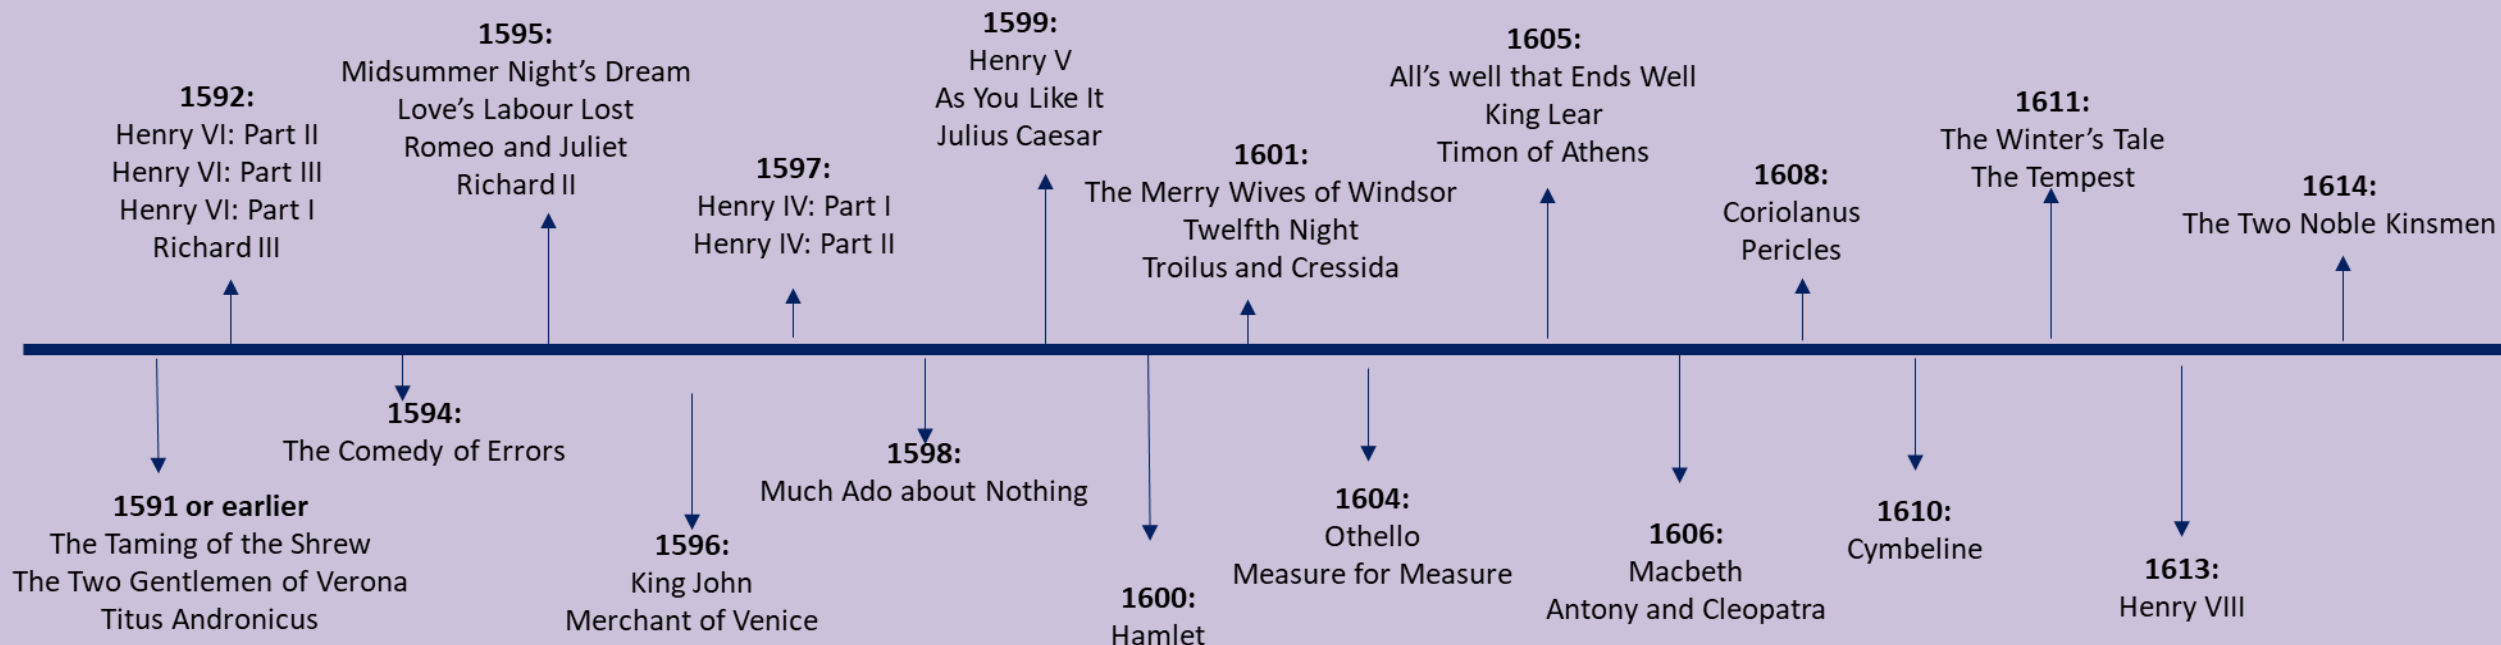 1591 or earlier
The Taming of the Shrew
The Two Gentlemen of Verona
Titus Andronicus
1592:
Henry VI: Part II
Henry VI: Part III
Henry VI: Part I
Richard III
1594:
The Comedy of Errors
1595:
Midsummer Night’s Dream
Love’s Labour Lost
Romeo and Juliet
Richard II
1596:
King John
Merchant of Venice
1597:
Henry IV: Part I
Henry IV: Part II
1598:
Much Ado about Nothing
1599:
Henry V
As You Like It
Julius Caesar
1600:
Hamlet
1601:
The Merry Wives of Windsor
Twelfth Night
Troilus and Cressida
1604:
Othello
Measure for Measure
1605:
All’s well that Ends Well
King Lear
Timon of Athens
1606:
Macbeth
Antony and Cleopatra
1608:
Coriolanus
Pericles
1610:
Cymbeline
1611:
The Winter’s Tale
The Tempest
1613:
Henry VIII
1614:
The Two Noble Kinsmen